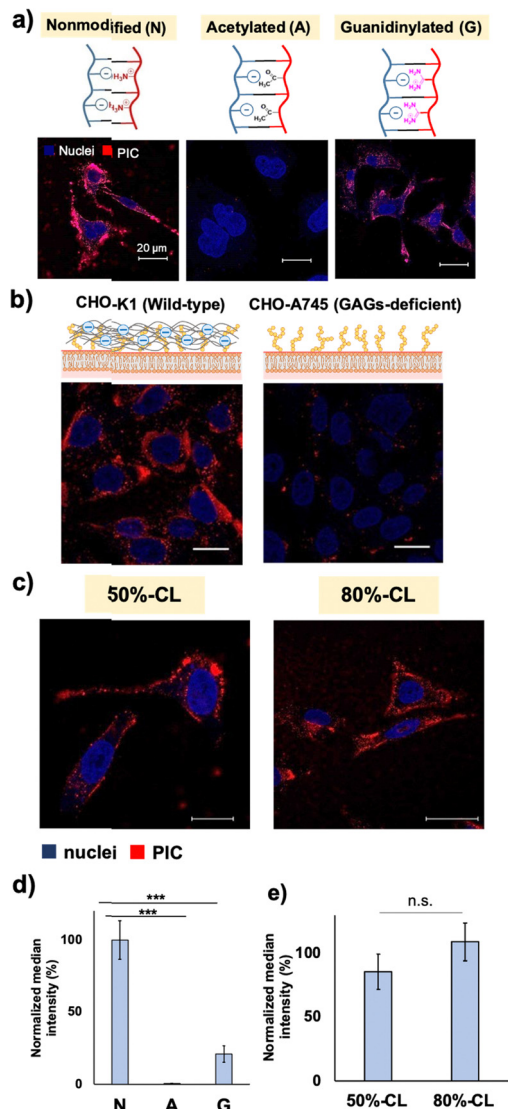 a)
Nonmodified (N)
Acetylated (A)
Guanidinylated (G)
Nuclei PIC
20 µm
b)
CHO-K1 (Wild-type)
CHO-A745 (GAGs-deficient)
c)
50%-CL
80%-CL
nuclei PIC
d)
***
***
Normalized median
intensity (%)
100
50
0
N A G
e)
n.s.
Normalized median
intensity (%)
100
50
0
50%-CL 80%-CL